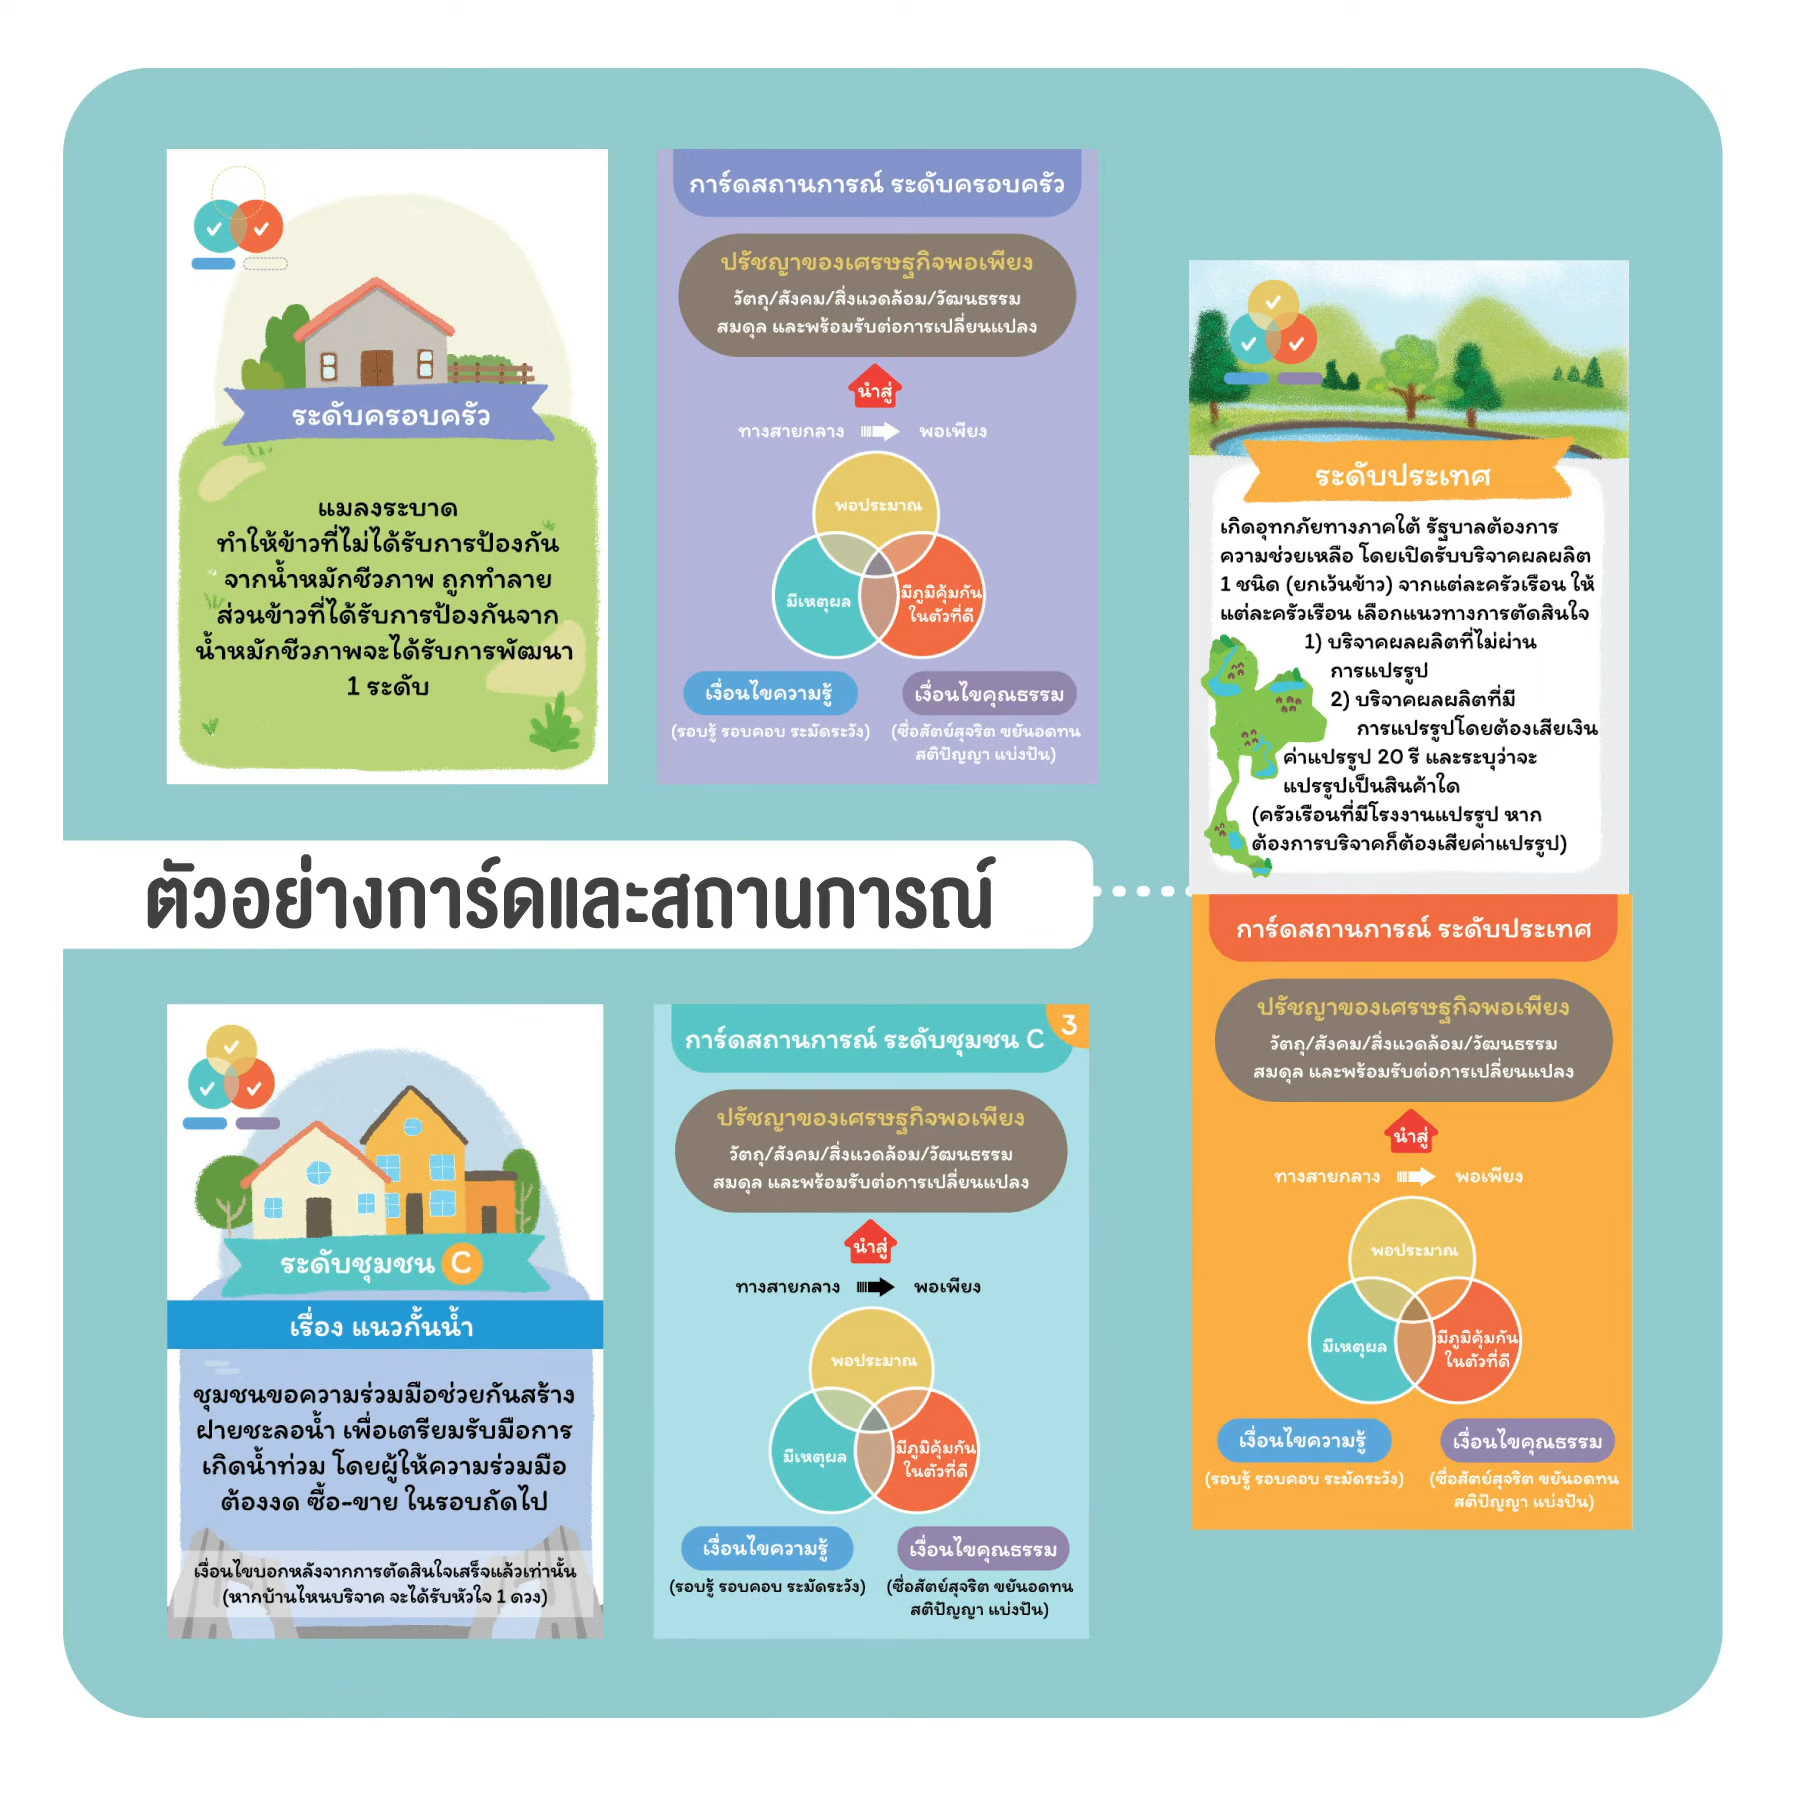 ระดับครอบครัว
แมลงระบาด
ทำให้ข้าวที่ไม่ได้รับการป้องกัน
จากน้ำหมักชีวภาพ ถูกทำลาย
ส่วนข้าวที่ได้รับการป้องกันจาก
น้ำหมักชีวภาพจะได้รับการพัฒนา
1 ระดับ
การ์ดสถานการณ์ ระดับครอบครัว
ปรัชญาของเศรษฐกิจพอเพียง
วัตถุ/สังคม/สิ่งแวดล้อม/วัฒนธรรม
สมดุล และพร้อมรับต่อการเปลี่ยนแปลง
นำสู่
ทางสายกลาง พอเพียง
พอประมาณ
มีเหตุผล
มีภูมิคุ้มกัน
ในตัวที่ดี
เงื่อนไขความรู้
(รอบรู้ รอบคอบ ระมัดระวัง)
เงื่อนไขคุณธรรม
(ซื่อสัตย์สุจริต ขยันอดทน
สติปัญญา แบ่งปัน)
ระดับประเทศ
เกิดอุทกภัยทางภาคใต้ รัฐบาลต้องการ
ความช่วยเหลือ โดยเปิดรับบริจาคผลผลิต
1 ชนิด (ยกเว้นข้าว) จากแต่ละครัวเรือน ให้
แต่ละครัวเรือน เลือกแนวทางการตัดสินใจ
1) บริจาคผลผลิตที่ไม่ผ่าน
การแปรรูป
2) บริจาคผลผลิตที่มี
การแปรรูปโดยต้องเสียเงิน
ค่าแปรรูป 20 รี และระบุว่าจะ
แปรรูปเป็นสินค้าใด
(ครัวเรือนที่มีโรงงานแปรรูป หาก
ต้องการบริจาคก็ต้องเสียค่าแปรรูป)
ตัวอย่างการ์ดและสถานการณ์
การ์ดสถานการณ์ ระดับประเทศ
ปรัชญาของเศรษฐกิจพอเพียง
วัตถุ/สังคม/สิ่งแวดล้อม/วัฒนธรรม
สมดุล และพร้อมรับต่อการเปลี่ยนแปลง
นำสู่
ทางสายกลาง พอเพียง
พอประมาณ
มีเหตุผล
มีภูมิคุ้มกัน
ในตัวที่ดี
เงื่อนไขความรู้
(รอบรู้ รอบคอบ ระมัดระวัง)
เงื่อนไขคุณธรรม
(ซื่อสัตย์สุจริต ขยันอดทน
สติปัญญา แบ่งปัน)
ระดับชุมชน C
เรื่อง แนวกั้นน้ำ
ชุมชนขอความร่วมมือช่วยกันสร้าง
ฝายชะลอน้ำ เพื่อเตรียมรับมือการ
เกิดน้ำท่วม โดยผู้ให้ความร่วมมือ
ต้องงด ซื้อ-ขาย ในรอบถัดไป
เงื่อนไขบอกหลังจากการตัดสินใจเสร็จแล้วเท่านั้น
(หากบ้านไหนบริจาค จะได้รับหัวใจ 1 ดวง)
การ์ดสถานการณ์ ระดับชุมชน C
3
ปรัชญาของเศรษฐกิจพอเพียง
วัตถุ/สังคม/สิ่งแวดล้อม/วัฒนธรรม
สมดุล และพร้อมรับต่อการเปลี่ยนแปลง
นำสู่
ทางสายกลาง พอเพียง
พอประมาณ
มีเหตุผล
มีภูมิคุ้มกัน
ในตัวที่ดี
เงื่อนไขความรู้
(รอบรู้ รอบคอบ ระมัดระวัง)
เงื่อนไขคุณธรรม
(ซื่อสัตย์สุจริต ขยันอดทน
สติปัญญา แบ่งปัน)